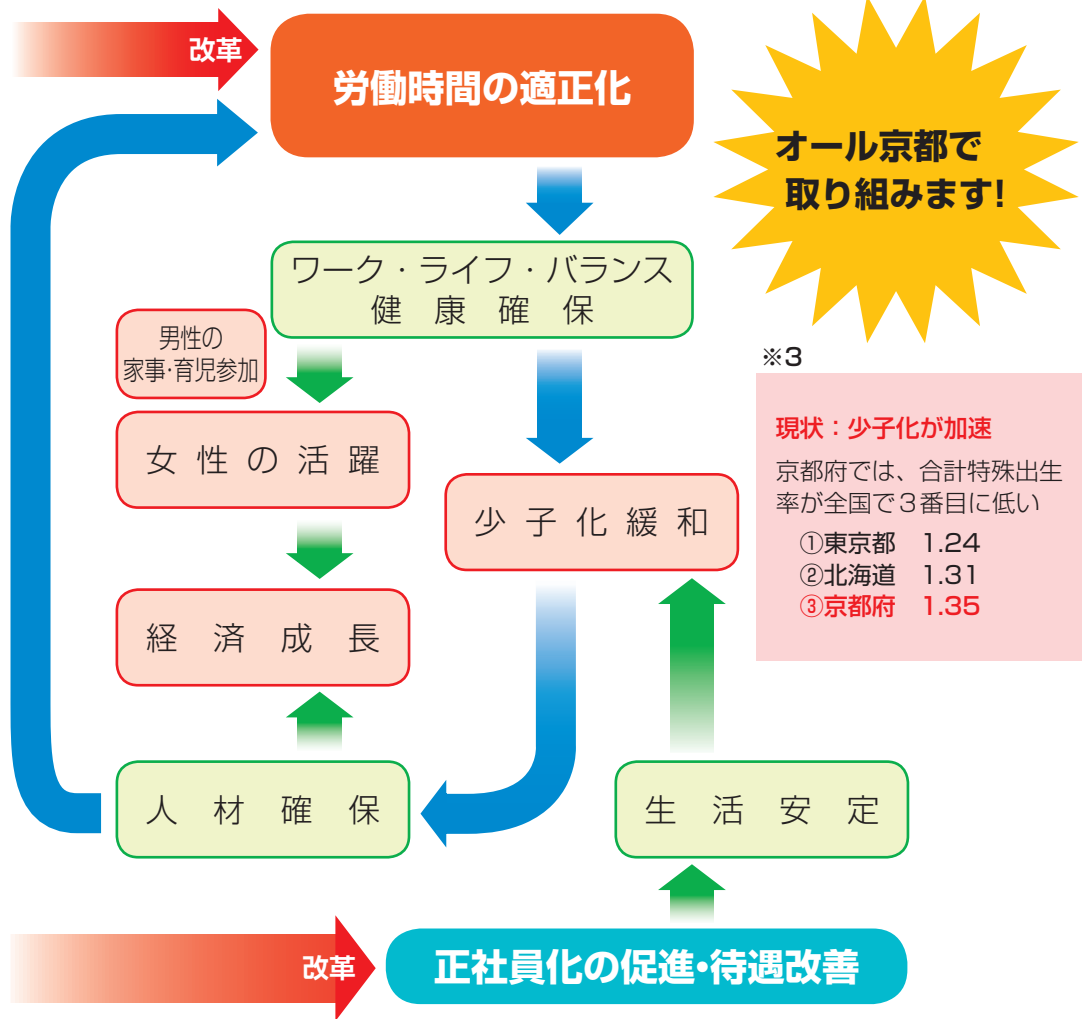 改革
労働時間の適正化
オール京都で
取り組みます!
ワーク・ライフ・バランス
健康確保
男性の
家事・育児参加
女性の活躍
少子化緩和
経済成長
人材確保
生活安定
※3
現状：少子化が加速
京都府では、合計特殊出生
率が全国で３番目に低い
①東京都　1.24
②北海道　1.31
③京都府　1.35
改革
正社員化の促進・待遇改善